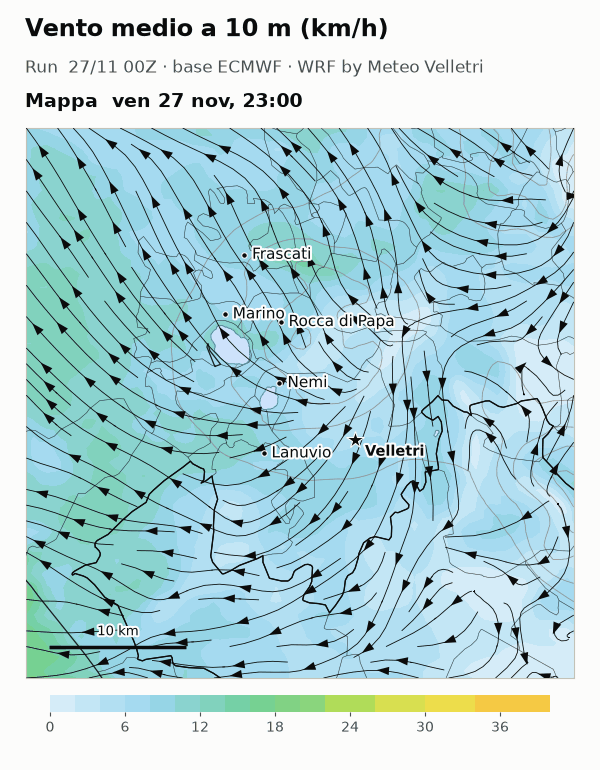 Vento medio a 10 m (km/h)
Run 27/11 00Z · base ECMWF · WRF by Meteo Velletri
Mappa ven 27 nov, 23:00
Frascati
Marino
Rocca di Papa
Nemi
Velletri
Lanuvio
10 km
0 6 12 18 24 30 36